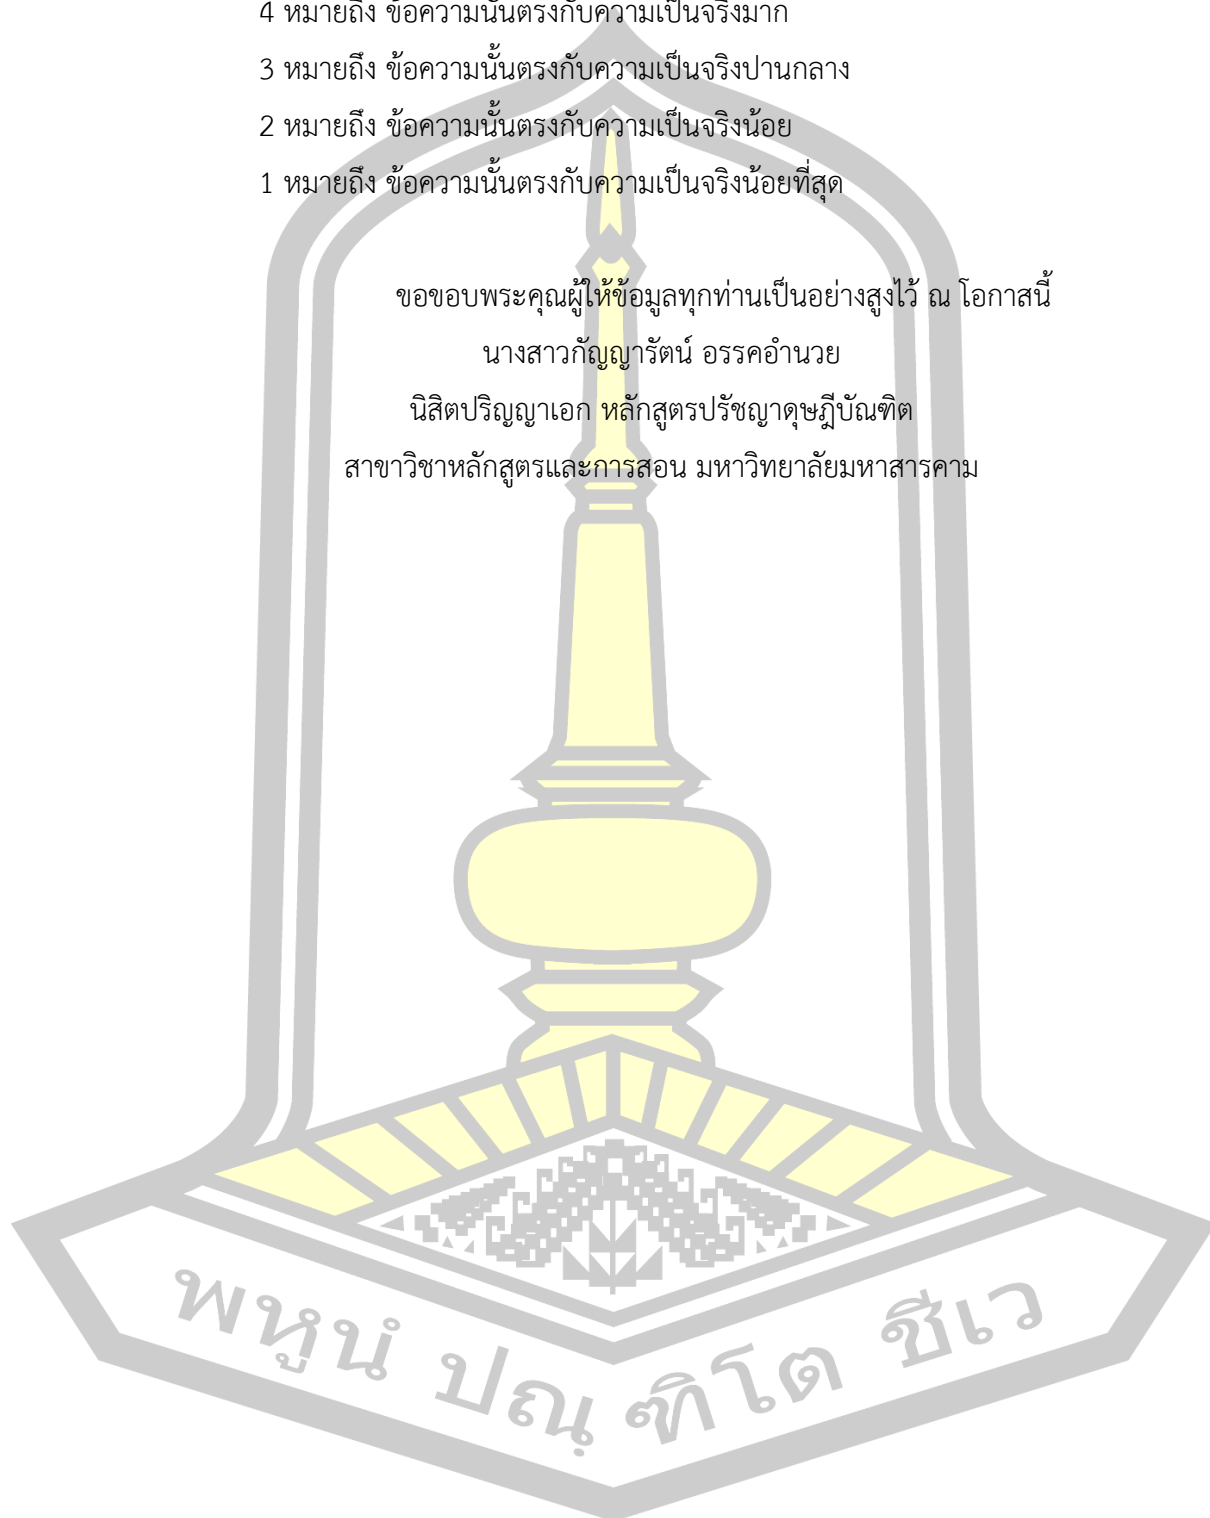 4 หมายถึง ข้อความนั้นตรงกับความเป็นจริงมาก
3 หมายถึง ข้อความนั้นตรงกับความเป็นจริงปานกลาง
2 หมายถึง ข้อความนั้นตรงกับความเป็นจริงน้อย
1 หมายถึง ข้อความนั้นตรงกับความเป็นจริงน้อยที่สุด
ขอขอบพระคุณผู้ให้ข้อมูลทุกท่านเป็นอย่างสูงไว้ ณ โอกาสนี้
นางสาวกัญญารัตน์ อรรคอำนวย
นิสิตปริญญาเอก หลักสูตรปรัชญาดุษฎีบัณฑิต
สาขาวิชาหลักสูตรและการสอน มหาวิทยาลัยมหาสารคาม
พหูนํ ปณฺฑิโต ชีเว